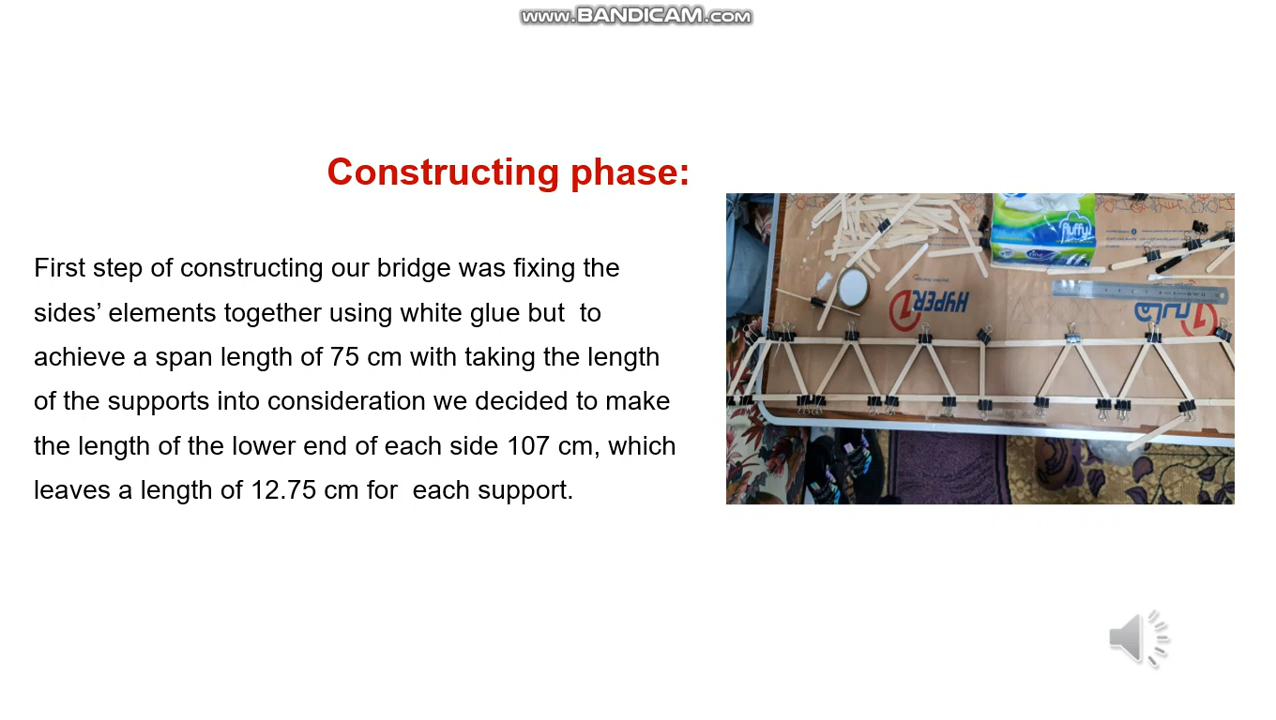 www.BANDICAM.com
Constructing phase:
First step of constructing our bridge was fixing the
sides’ elements together using white glue but  to
achieve a span length of 75 cm with taking the length
of the supports into consideration we decided to make
the length of the lower end of each side 107 cm, which
leaves a length of 12.75 cm for  each support.
fluffy
HYPER1